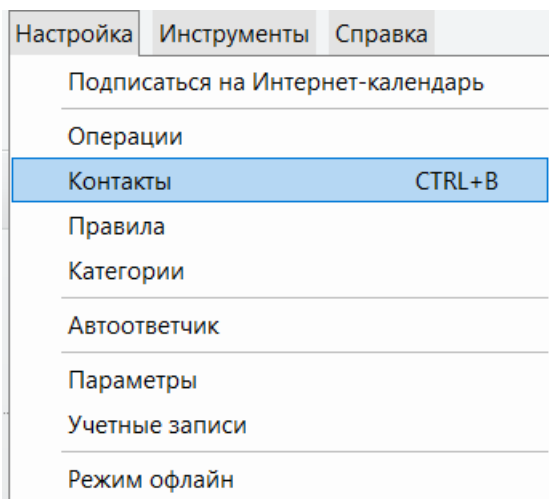 Настройка Инструменты Справка
Подписаться на Интернет-календарь
Операции
Контакты CTRL+B
Правила
Категории
Автоответчик
Параметры
Учетные записи
Режим офлайн